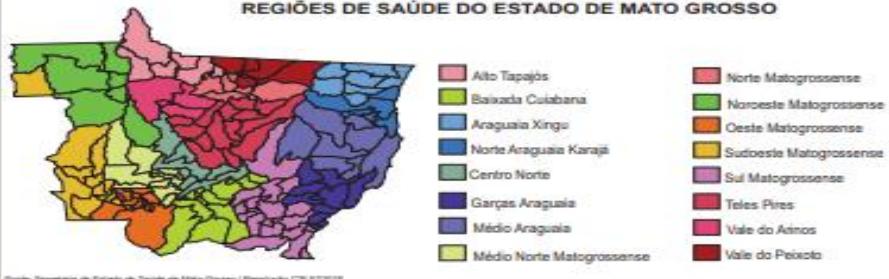 REGIÕES DE SAÚDE DO ESTADO DE MATO GROSSO
Alto Tapajós
Baixada Cuiabana
Araguaia Xingu
Norte Araguaia Karajá
Centro Norte
Garças Araguaia
Médio Araguaia
Médio Norte Matogrossense
Norte Matogrossense
Noroeste Matogrossense
Oeste Matogrossense
Sudoeste Matogrossense
Sul Matogrossense
Teles Pires
Vale do Arinos
Vale do Peixoto